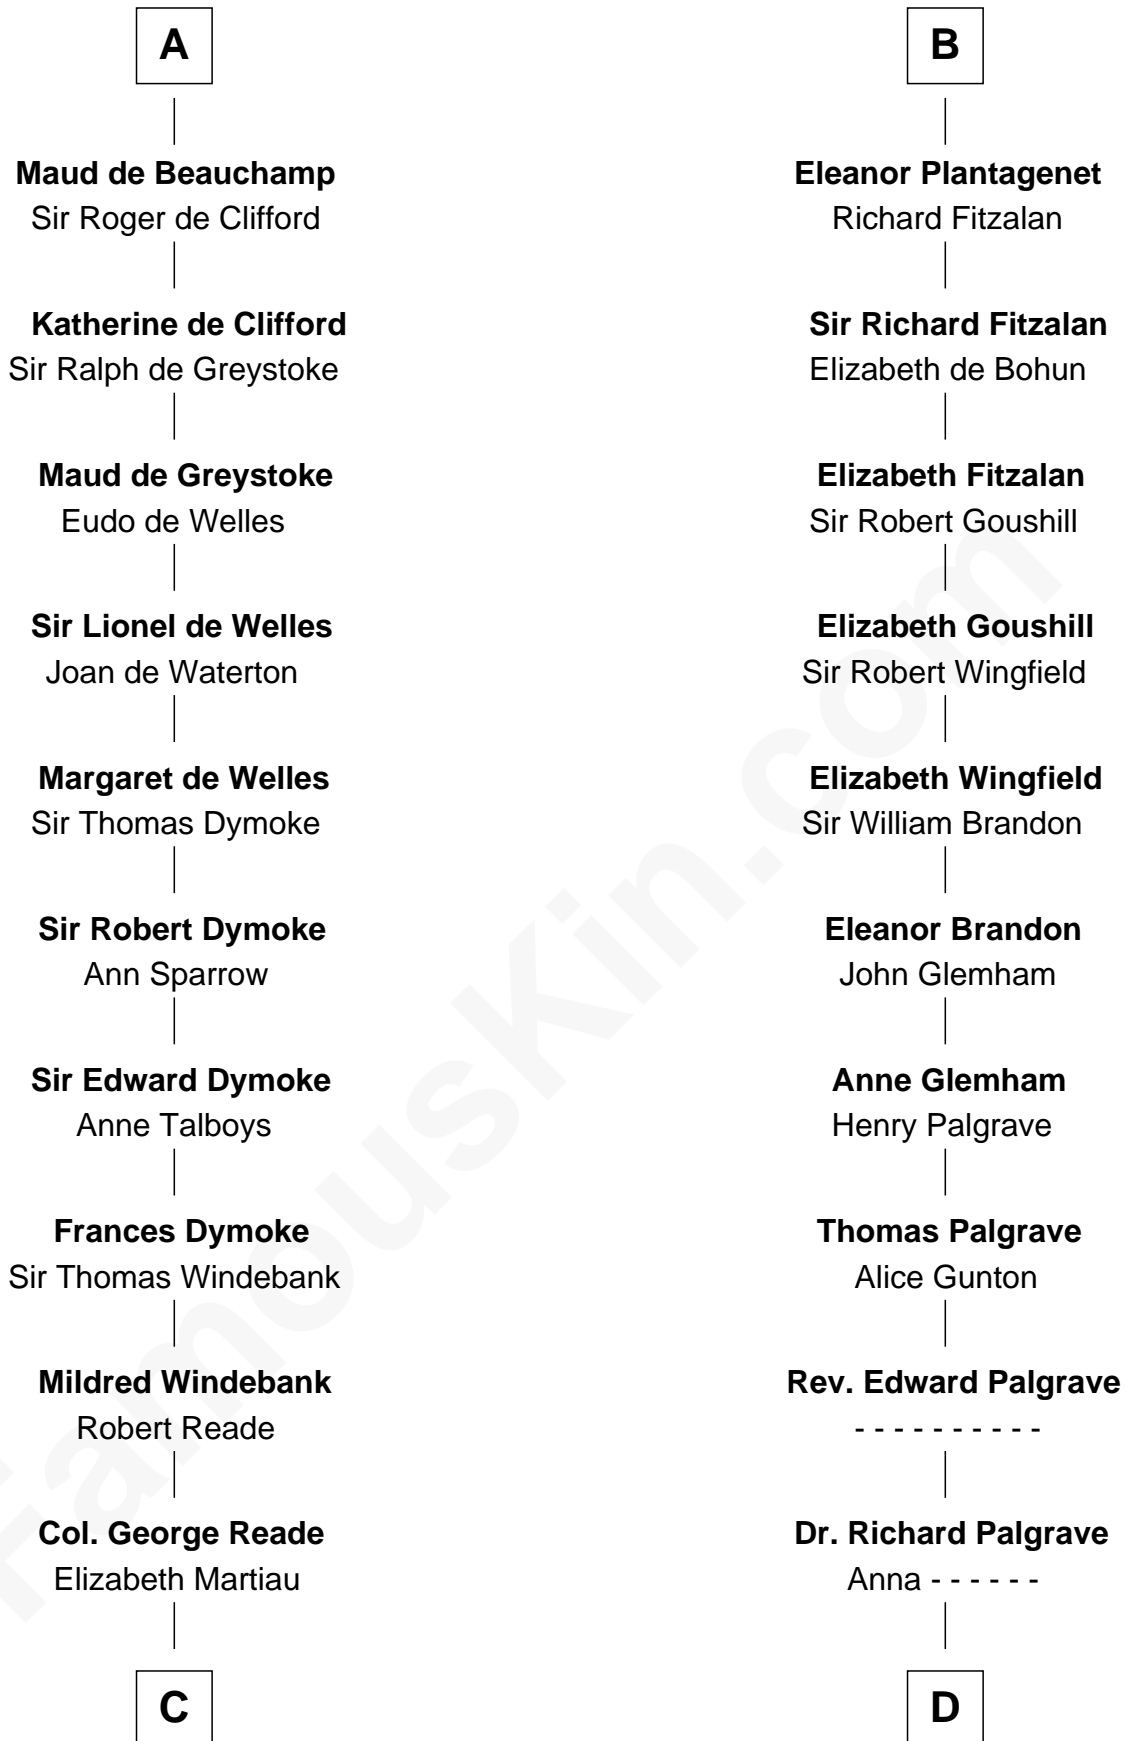 A
Maud de Beauchamp
Sir Roger de Clifford
Katherine de Clifford
Sir Ralph de Greystoke
Maud de Greystoke
Eudo de Welles
Sir Lionel de Welles
Joan de Waterton
Margaret de Welles
Sir Thomas Dymoke
Sir Robert Dymoke
Ann Sparrow
Sir Edward Dymoke
Anne Talboys
Frances Dymoke
Sir Thomas Windebank
Mildred Windebank
Robert Reade
Col. George Reade
Elizabeth Martiau
C
B
Eleanor Plantagenet
Richard Fitzalan
Sir Richard Fitzalan
Elizabeth de Bohun
Elizabeth Fitzalan
Sir Robert Goushill
Elizabeth Goushill
Sir Robert Wingfield
Elizabeth Wingfield
Sir William Brandon
Eleanor Brandon
John Glemham
Anne Glemham
Henry Palgrave
Thomas Palgrave
Alice Gunton
Rev. Edward Palgrave
- - - - - - - - - -
Dr. Richard Palgrave
Anna - - - - - -
D
FamousKin.com